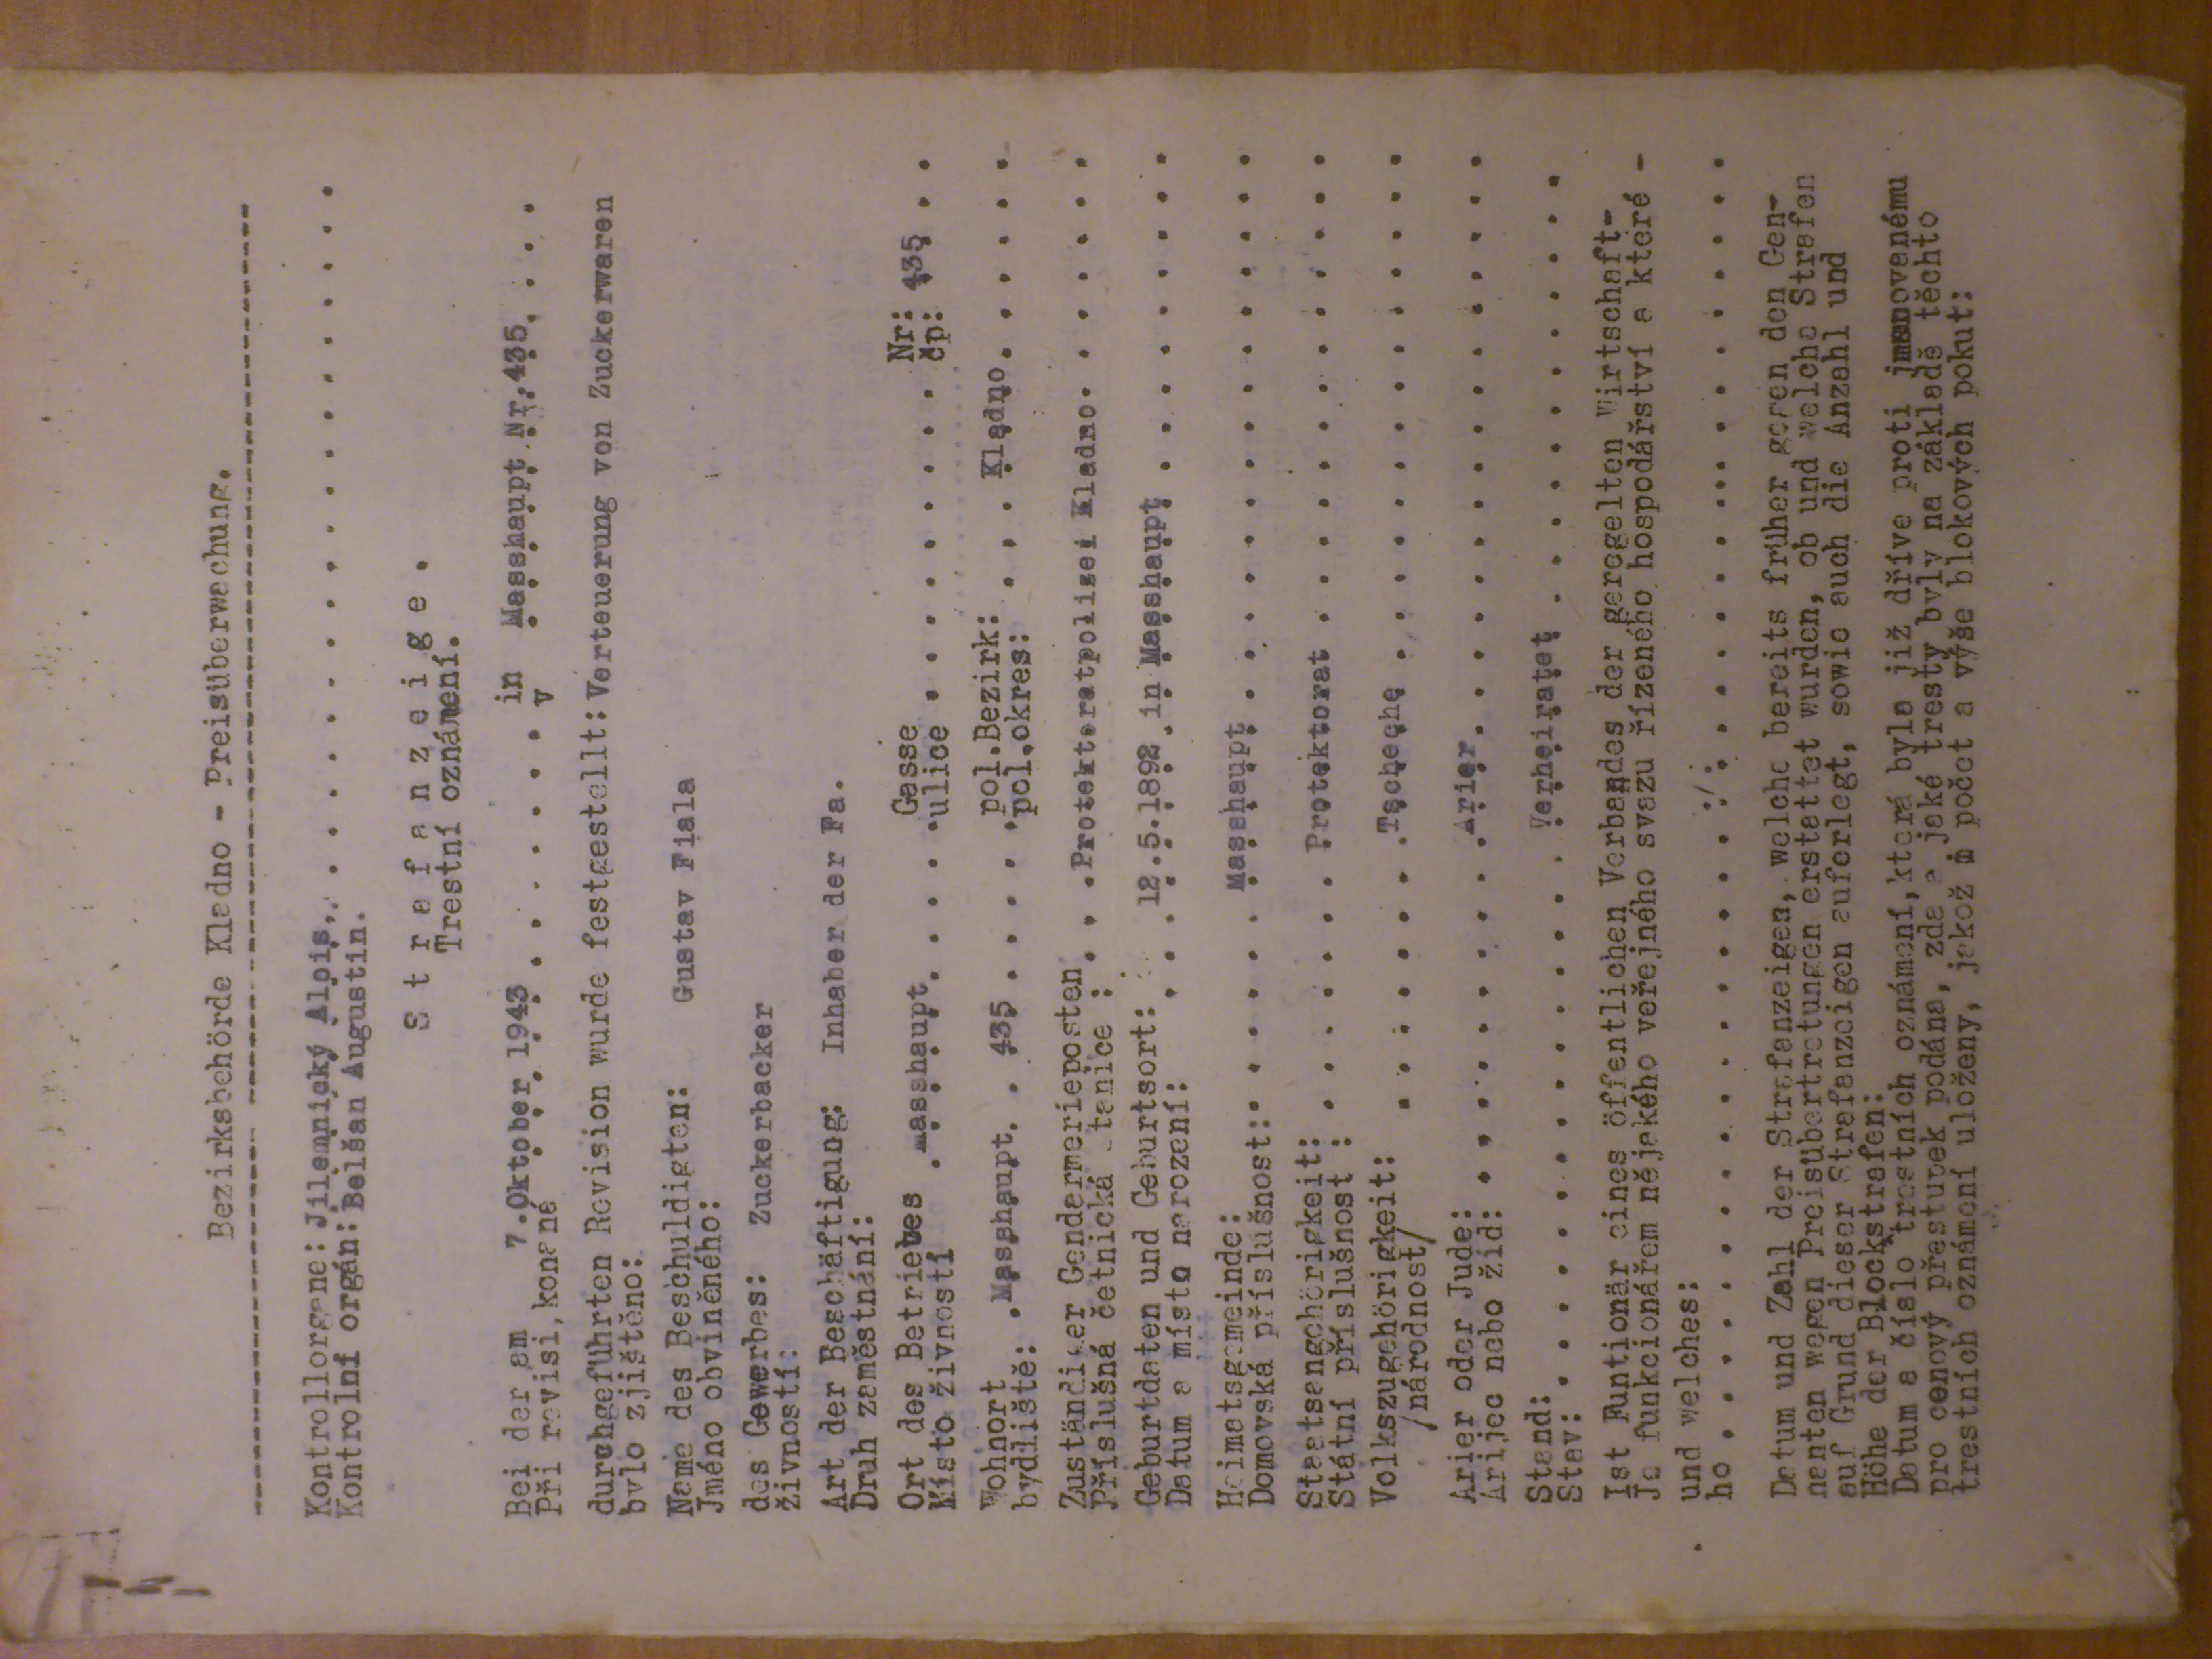 Bezirksbehörde Kladno - Preisüberwachung.
Kontrollorgane: Jilemnický Alois.
Kontrolní orgán: Belšan Augustin.
Strafanzeige.
Trestní oznámení.
Bei der am 7.Oktober 1943 in Masshaupt Nr.435
Při revisi,konané v
durchgeführten Revision wurde festgestellt: Verteuerung von Zuckerwaren
bylo zjištěno:
Name des Beschuldigten: Gustav Fiala
Jméno obviněného:
des Gewerbes: Zuckerbacker
živností:
Art der Beschäftigung: Inhaber der Fa.
Druh zaměstnání:
Ort des Betriebes Masshaupt Gasse Nr: 435
Místo živností ulice čp:
Wohnort Masshaupt 435 pol.Bezirk: Kladno
bydliště: pol.okres:
Zuständiger Gendarmerieposten Protektoratpolizei Kladno
Příslušná četnická stanice :
Geburtdaten und Geburtsort: 12.5.1892 in Masshaupt
Datum a místo narození:
Heimatsgemeinde: Masshaupt
Domovská příslušnost:
Staatsangehörigkeit: Protektorat
Státní příslušnost :
Volkszugehörigkeit: Tscheche
/národnost/
Arier oder Jude: Arier
Arijec nebo žid:
Stand: Verheiratet
Stav:
Ist Funtionär eines öffentlichen Verbandes der geregelten Wirtschaft-
Je funkcionářem nějakého veřejného svazu řízeného hospodářství a které -
und welches:
ho :/:
Datum und Zahl der Strafanzeigen, welche bereits früher gegen den Gen-
nanten wegen Preisübertretungen erstattet wurden, ob und welche Strafen
auf Grund dieser Strafanzeigen auferlegt, sowie auch die Anzahl und
Höhe der Blockstrafen:
Datum a číslo trestních oznámení,která byla již dříve proti jmenovanému
pro cenový přestupek podána, zda a jaké tresty byly na základě těchto
trestních oznámení uloženy, jakož i počet a výše blokových pokut: